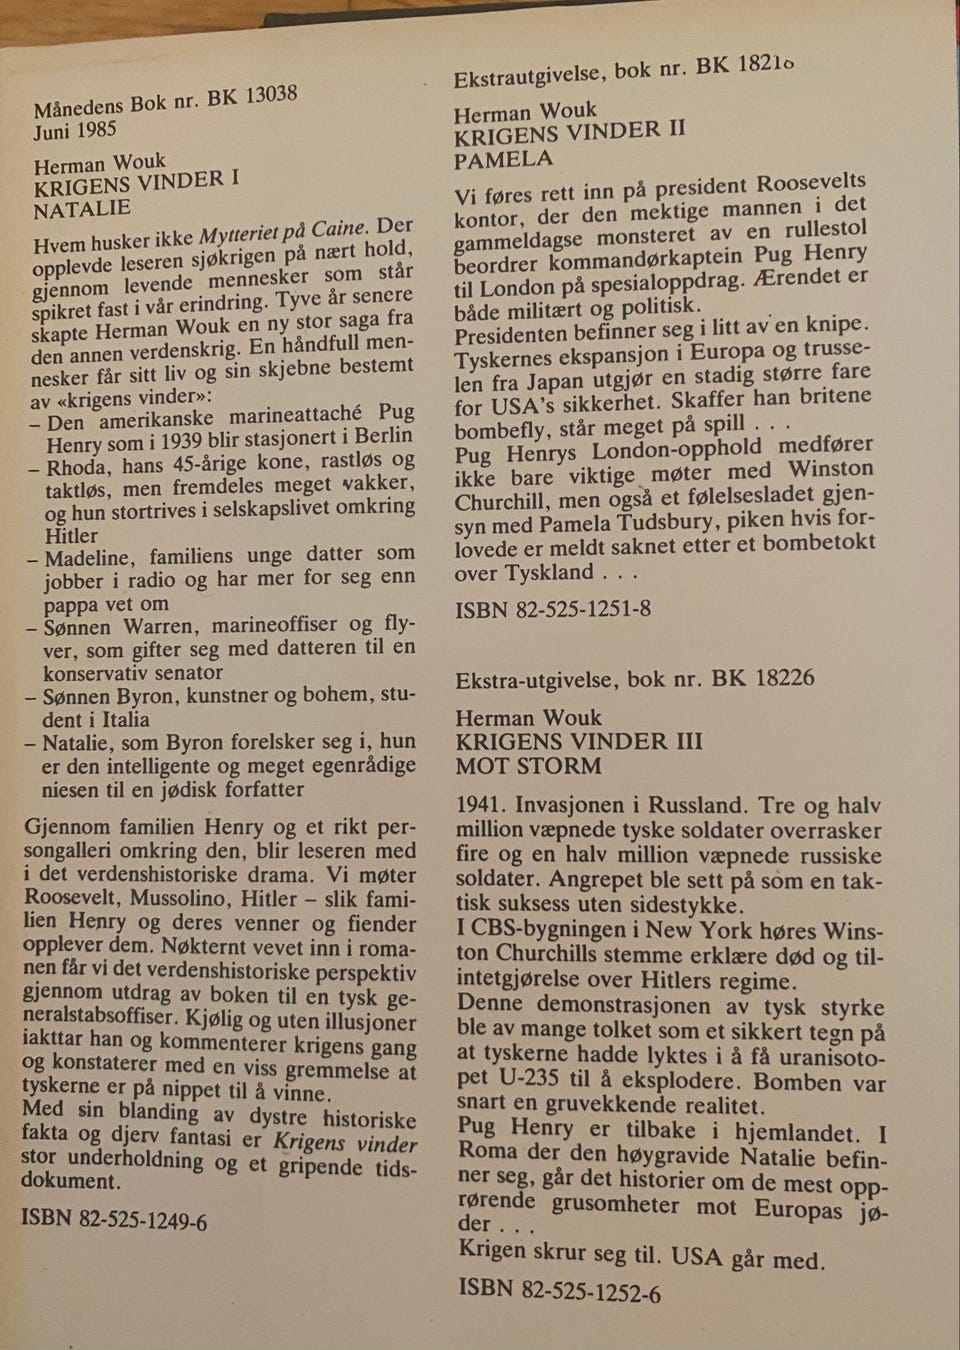 Månedens Bok nr. BK 13038
Juni 1985
Herman Wouk
KRIGENS VINDER I
NATALIE
Hvem husker ikke Mytteriet på Caine. Der
opplevde leseren sjøkrigen på nært hold,
gjennom levende mennesker som står
spikret fast i vår erindring. Tyve år senere
skapte Herman Wouk en ny stor saga fra
den annen verdenskrig. En håndfull men-
nesker får sitt liv og sin skjebne bestemt
av «krigens vinder»:
– Den amerikanske marineattaché Pug
Henry som i 1939 blir stasjonert i Berlin
– Rhoda, hans 45-årige kone, rastløs og
taktløs, men fremdeles meget vakker,
og hun stortrives i selskapslivet omkring
Hitler
– Madeline, familiens unge datter som
jobber i radio og har mer for seg enn
pappa vet om
– Sønnen Warren, marineoffiser og fly-
ver, som gifter seg med datteren til en
konservativ senator
– Sønnen Byron, kunstner og bohem, stu-
dent i Italia
– Natalie, som Byron forelsker seg i, hun
er den intelligente og meget egenrådige
niesen til en jødisk forfatter
Gjennom familien Henry og et rikt per-
songalleri omkring den, blir leseren med
i det verdenshistoriske drama. Vi møter
Roosevelt, Mussolino, Hitler – slik fami-
lien Henry og deres venner og fiender
opplever dem. Nøkternt vevet inn i roma-
nen får vi det verdenshistoriske perspektiv
gjennom utdrag av boken til en tysk ge-
neralstabsoffiser. Kjølig og uten illusjoner
iakttar han og kommenterer krigens gang
og konstaterer med en viss gremmelse at
tyskerne er på nippet til å vinne.
Med sin blanding av dystre historiske
fakta og djerv fantasi er Krigens vinder
stor underholdning og et gripende tids-
dokument.
ISBN 82-525-1249-6
Ekstrautgivelse, bok nr. BK 18218
Herman Wouk
KRIGENS VINDER II
PAMELA
Vi føres rett inn på president Roosevelts
kontor, der den mektige mannen i det
gammeldagse monsteret av en rullestol
beordrer kommandørkaptein Pug Henry
til London på spesialoppdrag. Ærendet er
både militært og politisk.
Presidenten befinner seg i litt av en knipe.
Tyskernes ekspansjon i Europa og trusse-
len fra Japan utgjør en stadig større fare
for USA's sikkerhet. Skaffer han britene
bombefly, står meget på spill . . .
Pug Henrys London-opphold medfører
ikke bare viktige møter med Winston
Churchill, men også et følelsesladet gjen-
syn med Pamela Tudsbury, piken hvis for-
lovede er meldt saknet etter et bombetokt
over Tyskland . . .
ISBN 82-525-1251-8
Ekstra-utgivelse, bok nr. BK 18226
Herman Wouk
KRIGENS VINDER III
MOT STORM
1941. Invasjonen i Russland. Tre og halv
million væpnede tyske soldater overrasker
fire og en halv million væpnede russiske
soldater. Angrepet ble sett på som en tak-
tisk suksess uten sidestykke.
I CBS-bygningen i New York høres Wins-
ton Churchills stemme erklære død og til-
intetgjørelse over Hitlers regime.
Denne demonstrasjonen av tysk styrke
ble av mange tolket som et sikkert tegn på
at tyskerne hadde lyktes i å få uranisoto-
pet U-235 til å eksplodere. Bomben var
snart en gruvekkende realitet.
Pug Henry er tilbake i hjemlandet. I
Roma der den høygravide Natalie befin-
ner seg, går det historier om de mest opp-
rørende grusomheter mot Europas jø-
der . . .
Krigen skrur seg til. USA går med.
ISBN 82-525-1252-6